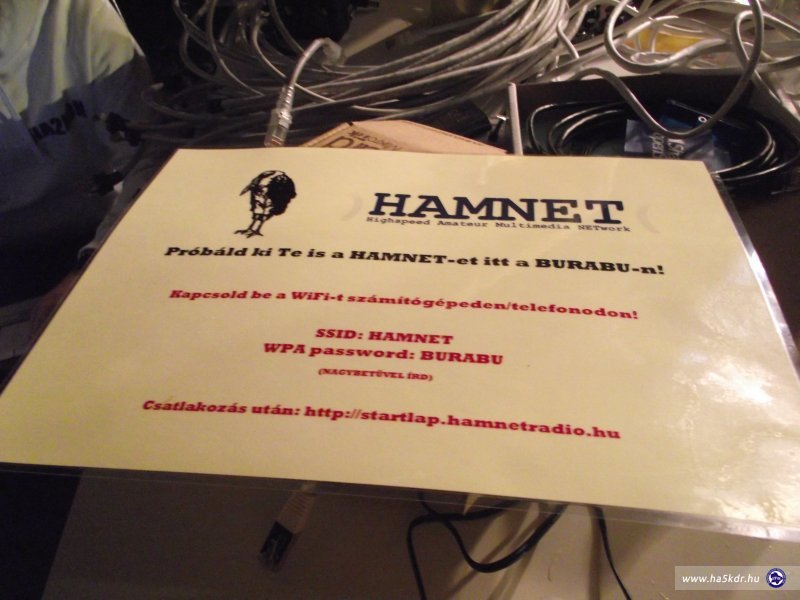 HAMNET
Highspeed Amateur Multimedia NETwork
Próbáld ki Te is a HAMNET-et itt a BURABU-n!
Kapcsold be a WiFi-t számítógépeden/telefonodon!
SSID: HAMNET
WPA password: BURABU
(NAGYBETŰVEL ÍRD)
Csatlakozás után: http://startlap.hamnetradio.hu
www.ha5kdr.hu